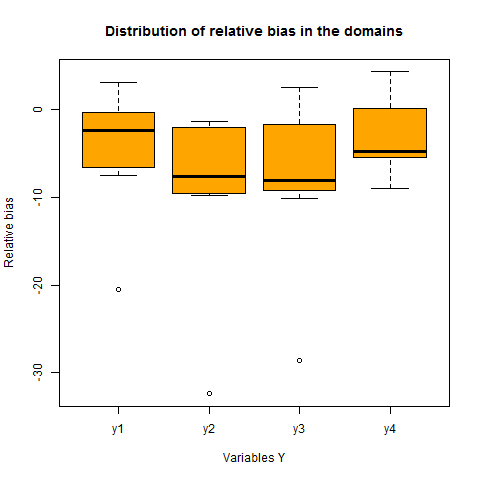 Distribution of relative bias in the domains
Relative bias
0
-10
-20
-30
y1
y2
y3
y4
Variables Y